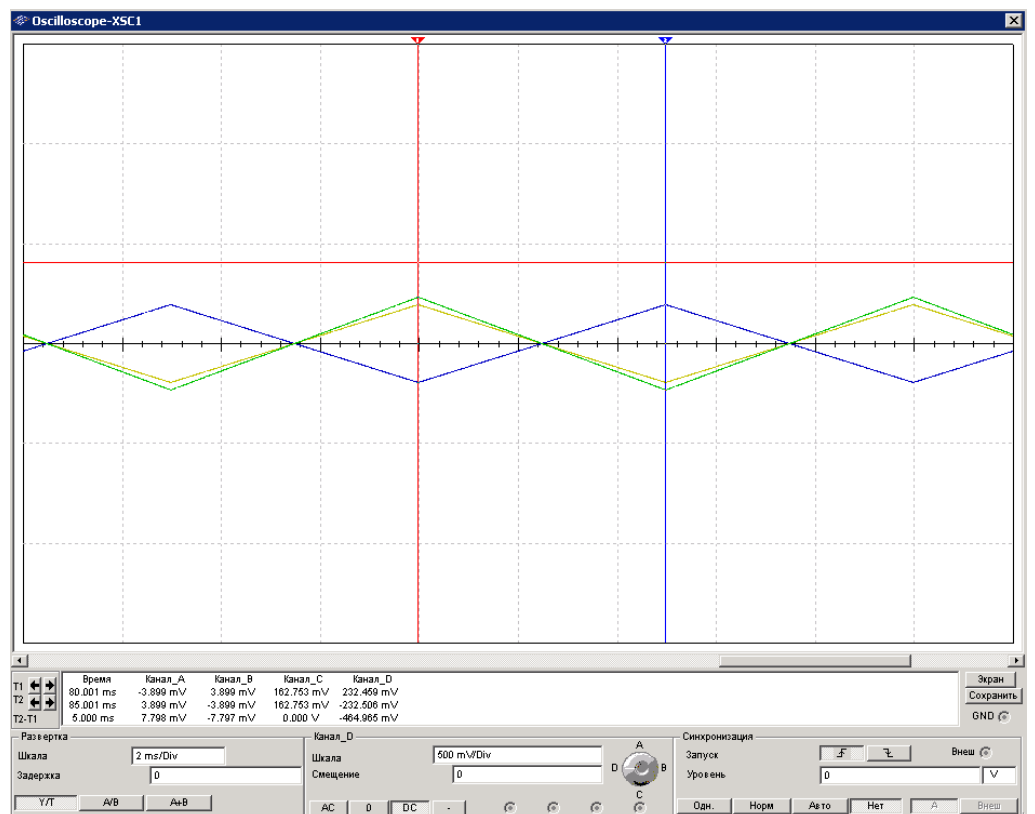 Oscilloscope-XSC1
1 2
T1 T2 T2-T1
Время Канал_A Канал_B Канал_C Канал_D
80.001 ms -3.899 mV 3.899 mV 162.753 mV 232.459 mV
85.001 ms 3.899 mV -3.899 mV 162.753 mV -232.506 mV
5.000 ms 7.798 mV -7.797 mV 0.000 V -464.965 mV
Экран
Сохранить
GND
Развертка
Шкала 2 ms/Div
Задержка 0
Y/T A/B A+B
Канал_D
Шкала 500 mV/Div
Смещение 0
AC 0 DC -
A
D B
C
Синхронизация
Запуск Внеш
Уровень 0 V
Одн. Норм Авто Нет A Внеш